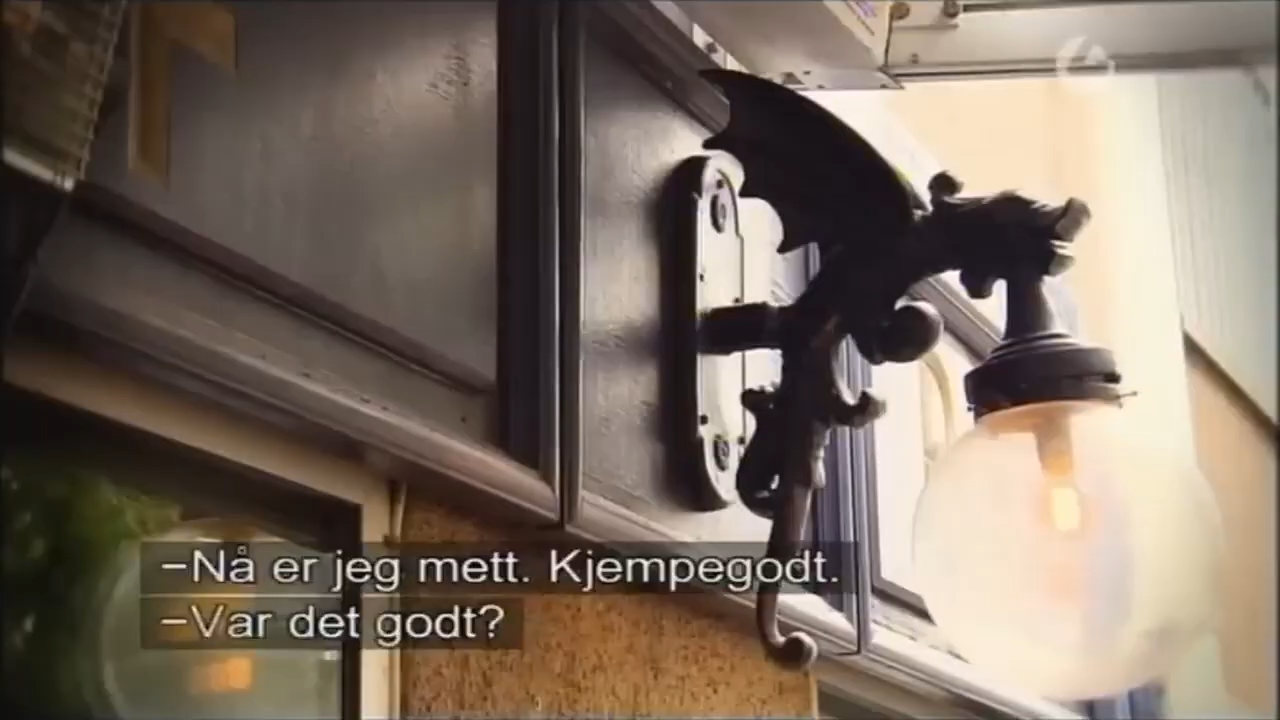 –Nå er jeg mett. Kjempegodt.
–Var det godt?